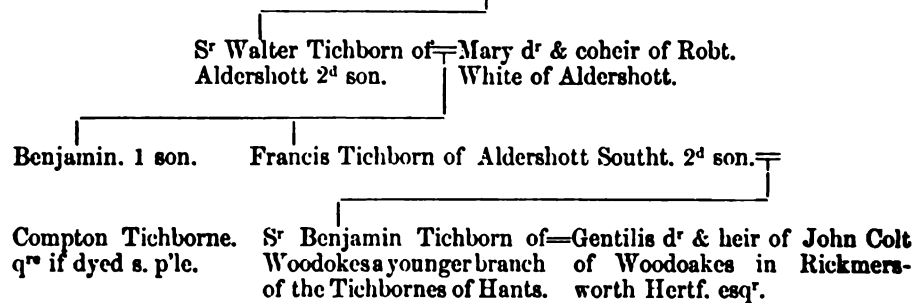 Sʳ Walter Tichborn of=Mary dʳ & coheir of Robt.
Aldershott 2ᵈ son. White of Aldershott.
Benjamin. 1 son. Francis Tichborn of Aldershott Southt. 2ᵈ son.=
Compton Tichborne. Sʳ Benjamin Tichborn of=Gentilis dʳ & heir of John Colt
qʳᵉ if dyed s. p'le. Woodokes a younger branch of Woodoakes in Rickmers-
of the Tichbornes of Hants. worth Hertf. esqʳ.